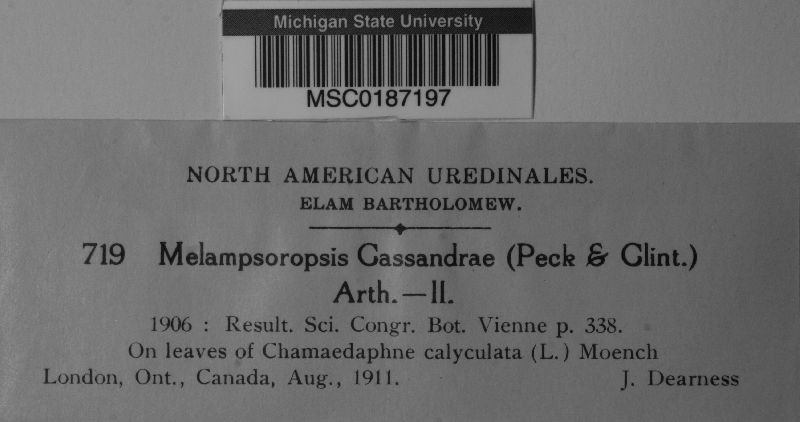 Michigan State University
MSC0187197
NORTH AMERICAN UREDINALES.
ELAM BARTHOLOMEW.
719 Melampsoropsis Cassandrae (Peck & Clint.)
Arth.—II.
1906 : Result. Sci. Congr. Bot. Vienne p. 338.
On leaves of Chamaedaphne calyculata (L.) Moench
London, Ont., Canada, Aug., 1911. J. Dearness